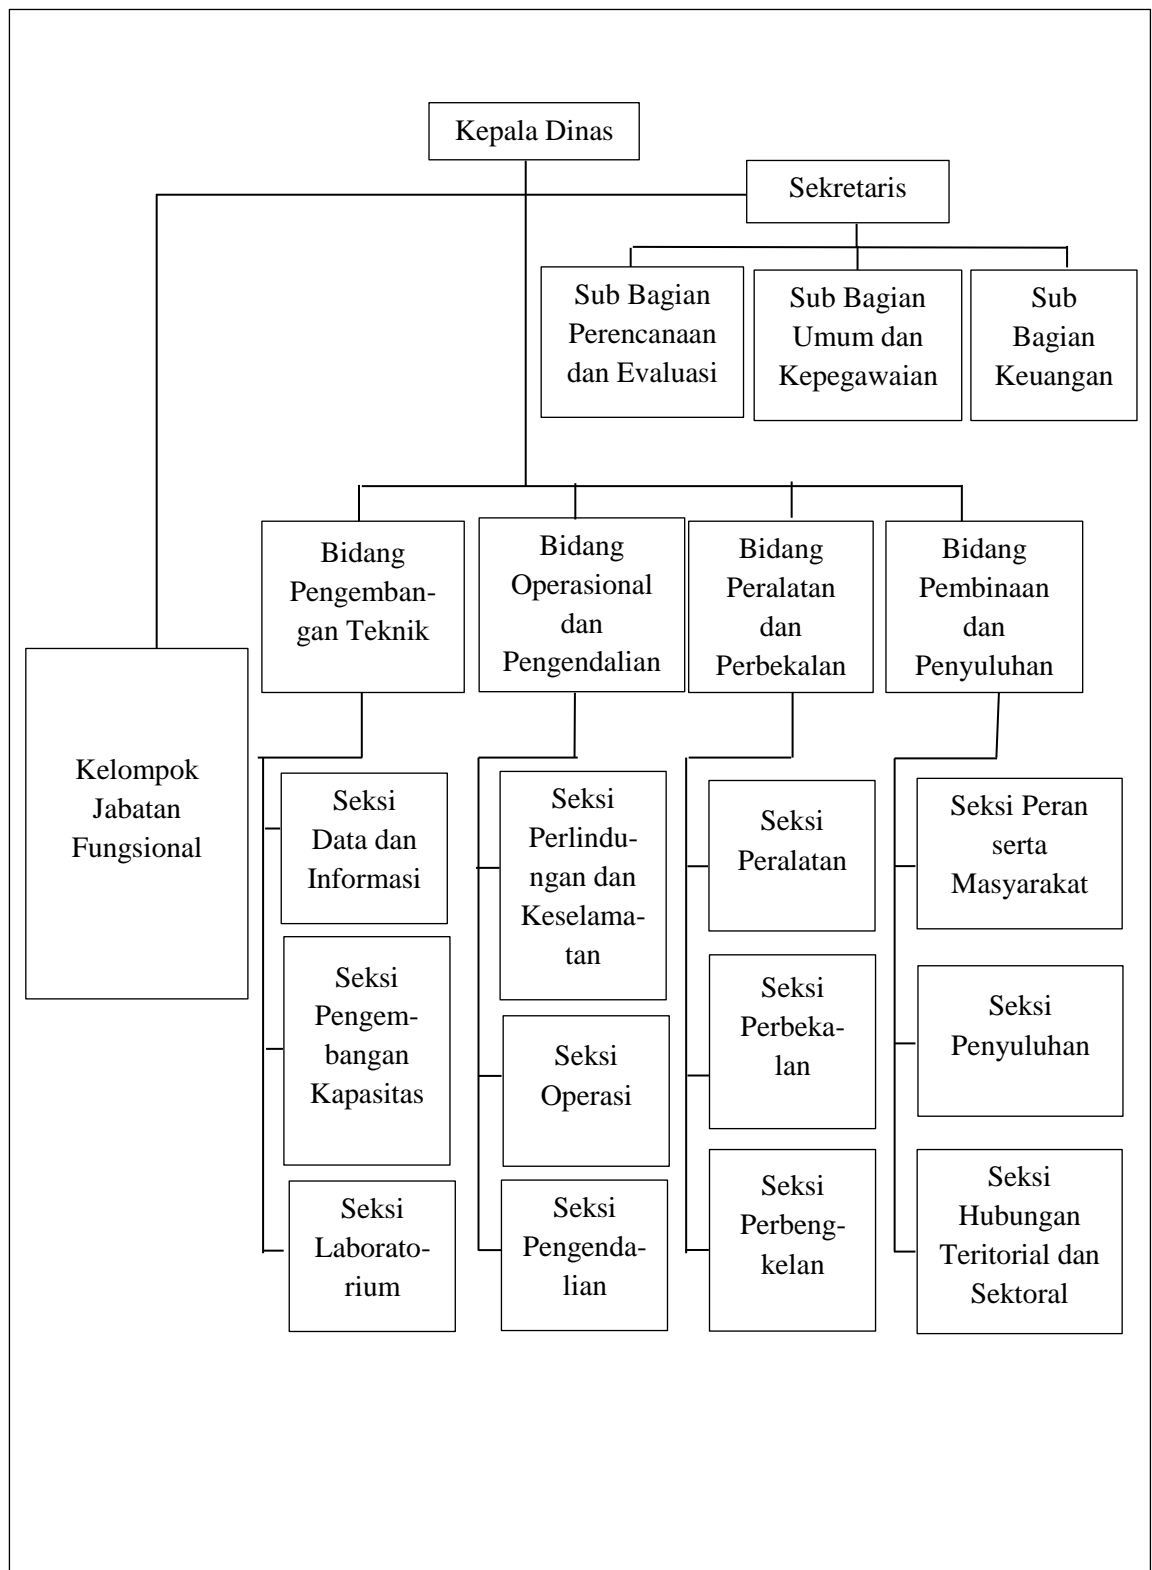 Kepala Dinas
Sekretaris
Sub Bagian
Perencanaan
dan Evaluasi
Sub Bagian
Umum dan
Kepegawaian
Sub
Bagian
Keuangan
Bidang
Pengemban-
gan Teknik
Bidang
Operasional
dan
Pengendalian
Bidang
Peralatan
dan
Perbekalan
Bidang
Pembinaan
dan
Penyuluhan
Kelompok
Jabatan
Fungsional
Seksi
Data dan
Informasi
Seksi
Pengem-
bangan
Kapasitas
Seksi
Laborato-
rium
Seksi
Perlindu-
ngan dan
Keselama-
tan
Seksi
Operasi
Seksi
Pengenda-
lian
Seksi
Peralatan
Seksi
Perbeka-
lan
Seksi
Perbeng-
kelan
Seksi Peran
serta
Masyarakat
Seksi
Penyuluhan
Seksi
Hubungan
Teritorial dan
Sektoral